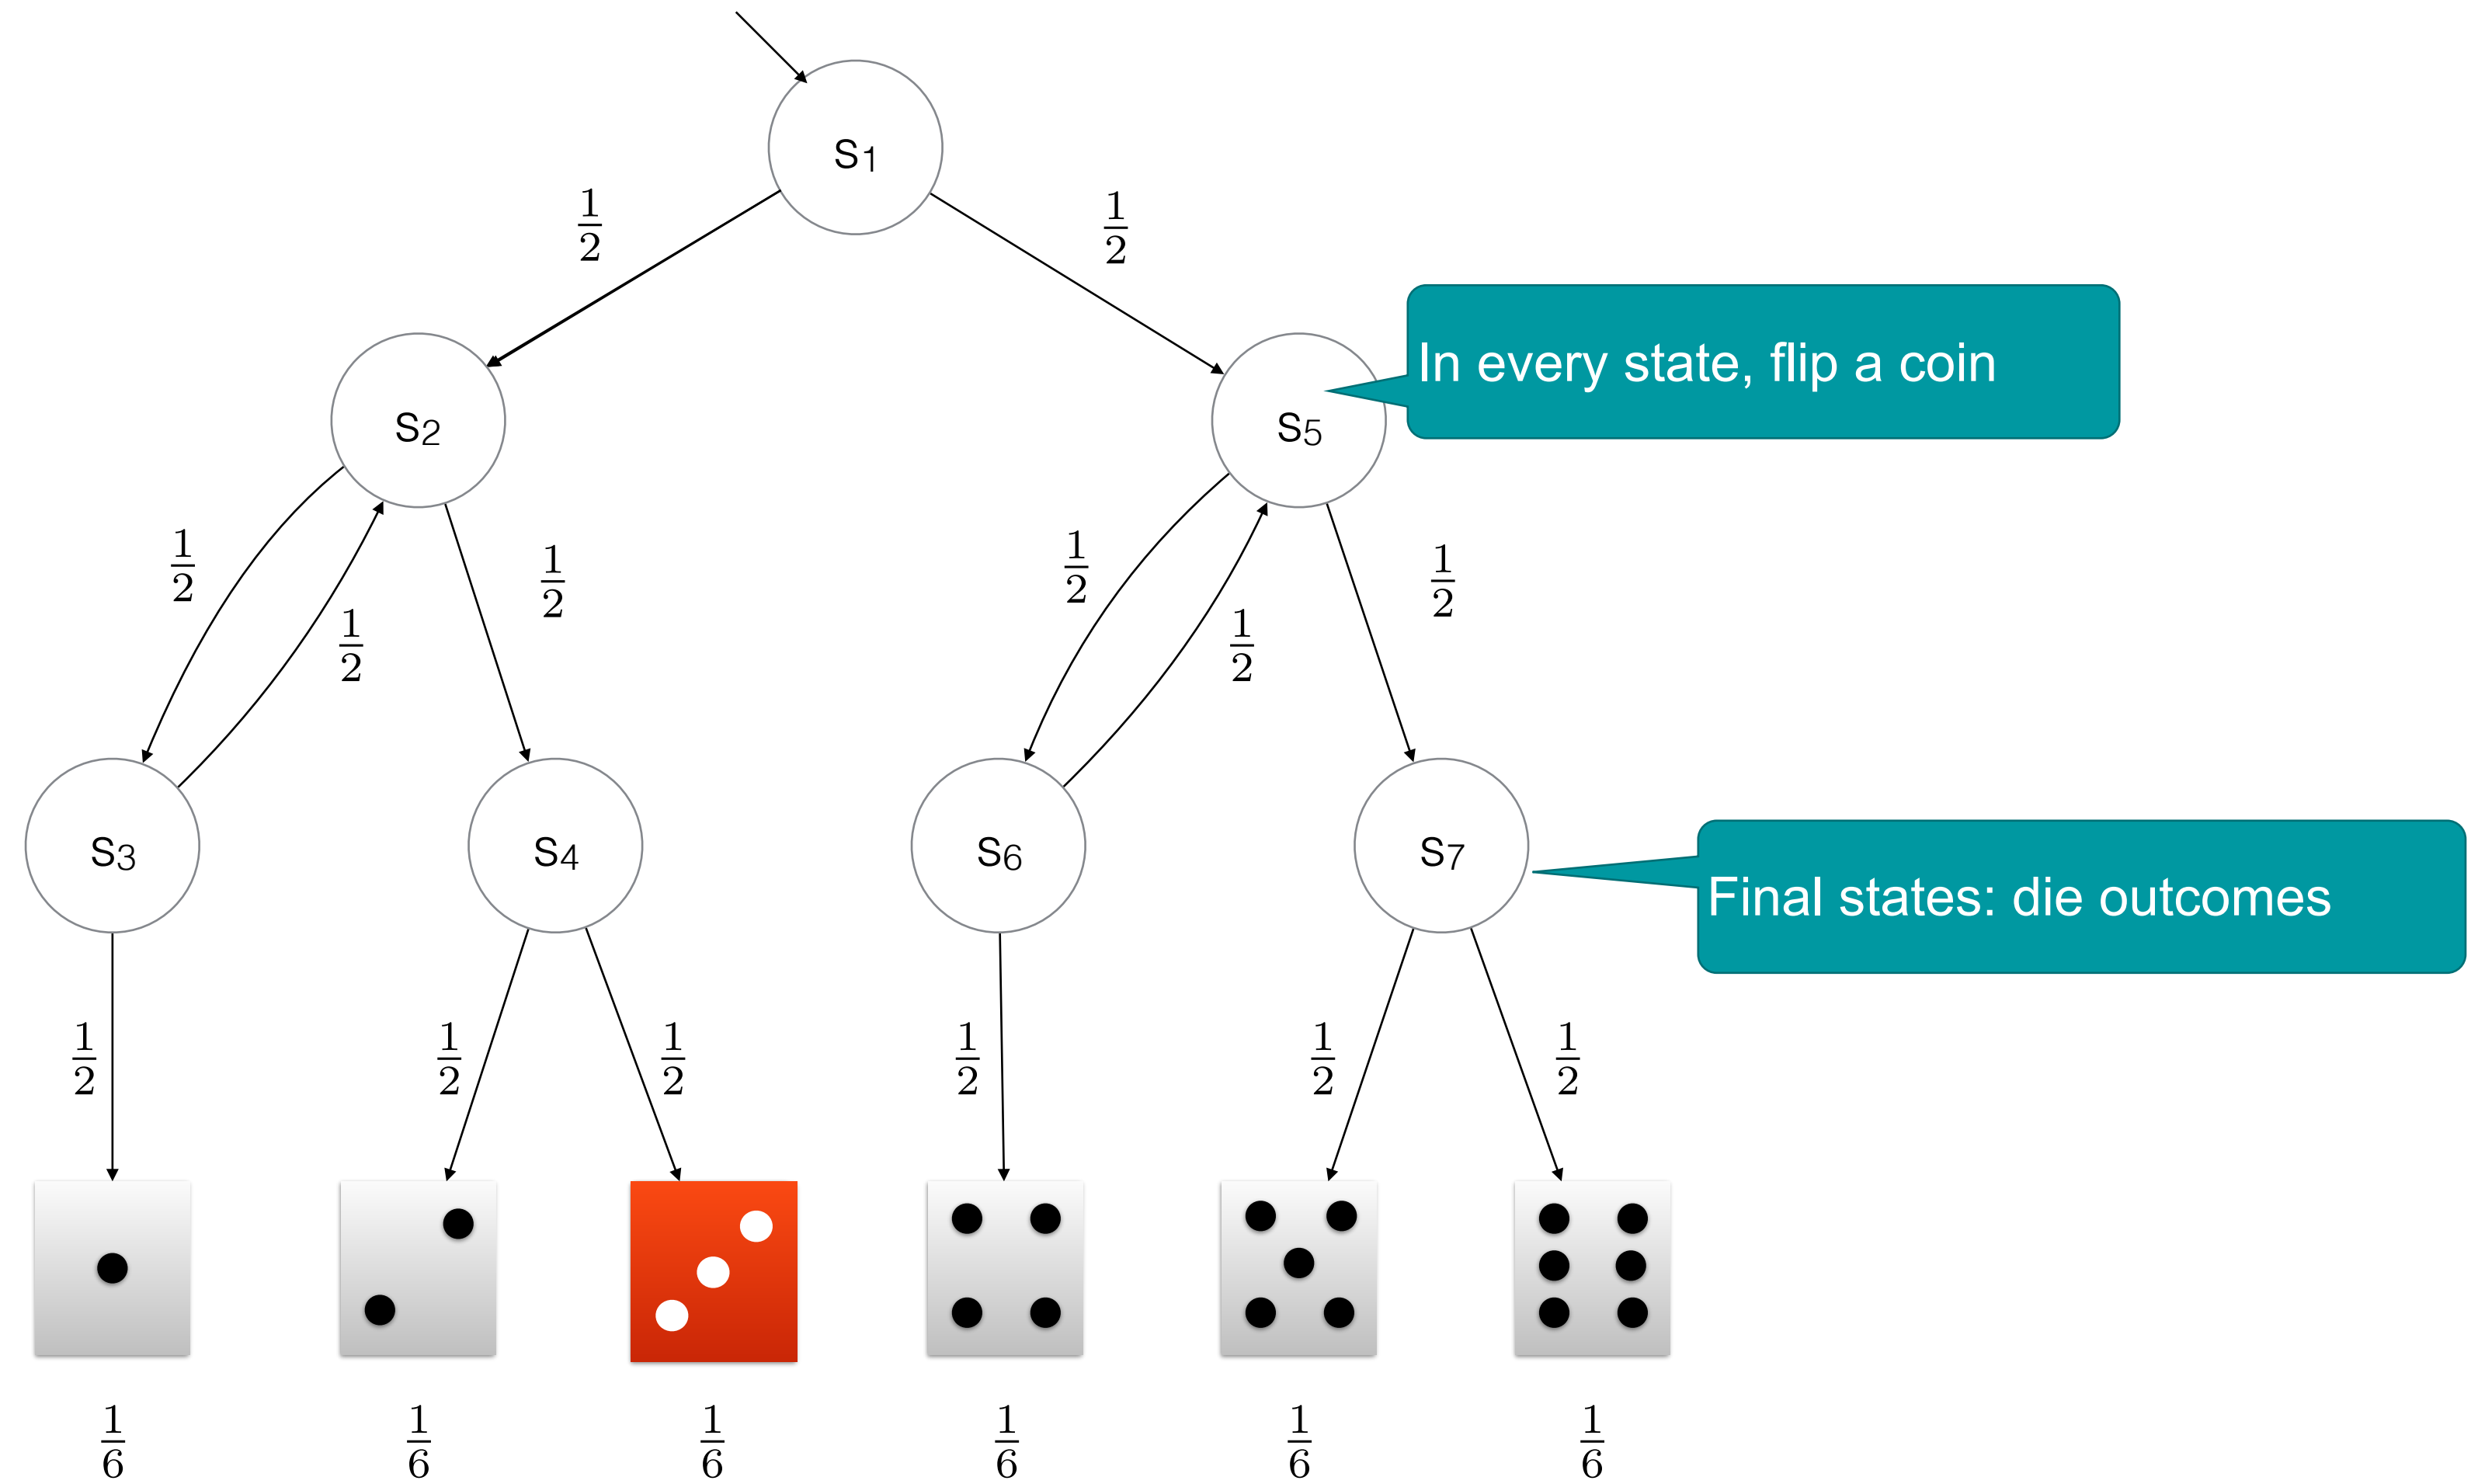 s₁
1/2
1/2
In every state, flip a coin
s₂
s₅
1/2
1/2
1/2
1/2
1/2
1/2
s₃
s₄
s₆
s₇
Final states: die outcomes
1/2
1/2
1/2
1/2
1/2
1/2
1/6
1/6
1/6
1/6
1/6
1/6